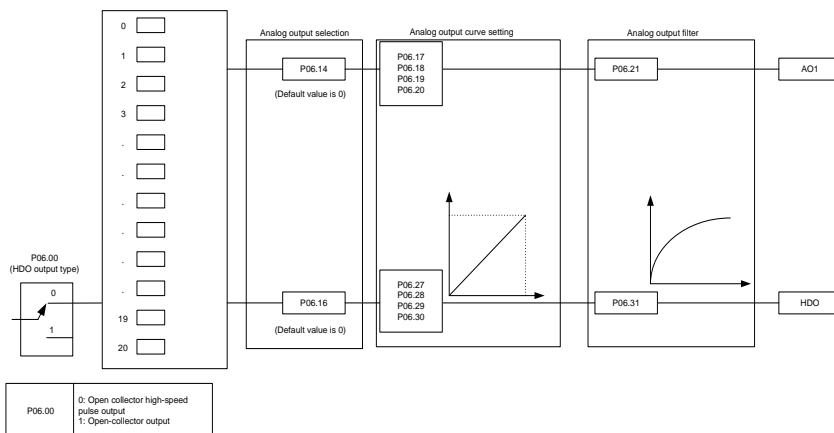 Analog output selection
Analog output curve setting
Analog output filter
0
1
2
3
.
.
.
.
.
.
19
20
P06.14
(Default value is 0)
P06.17
P06.18
P06.19
P06.20
P06.21
AO1
P06.00
(HDO output type)
0
1
P06.16
(Default value is 0)
P06.27
P06.28
P06.29
P06.30
P06.31
HDO
P06.00
0: Open collector high-speed
pulse output
1: Open-collector output